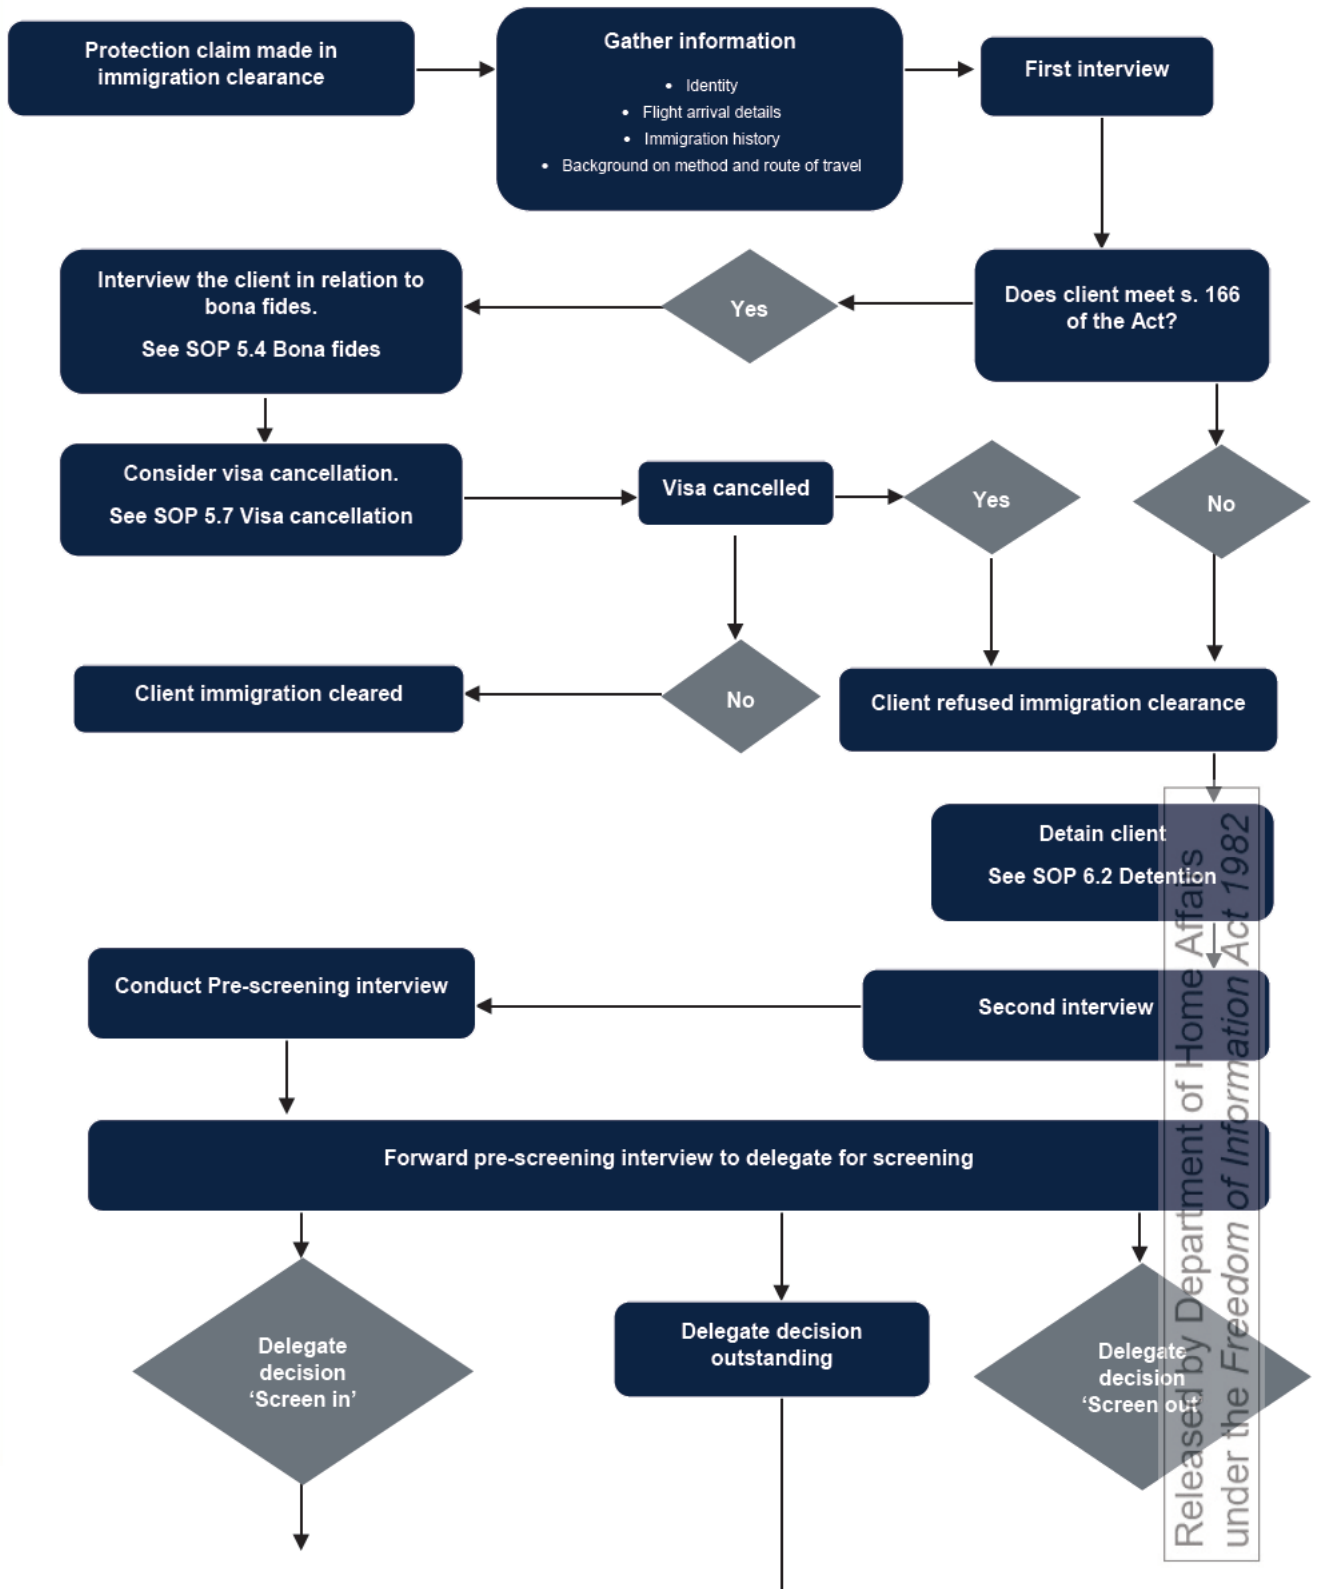 Protection claim made in
immigration clearance
Gather information
• Identity
• Flight arrival details
• Immigration history
• Background on method and route of travel
First interview
Interview the client in relation to
bona fides.
See SOP 5.4 Bona fides
Yes
Does client meet s. 166
of the Act?
Consider visa cancellation.
See SOP 5.7 Visa cancellation
Visa cancelled
Yes
No
Client immigration cleared
No
Client refused immigration clearance
Detain client
See SOP 6.2 Detention
Conduct Pre-screening interview
Second interview
Forward pre-screening interview to delegate for screening
Delegate
decision
‘Screen in’
Delegate decision
outstanding
Delegate
decision
‘Screen out
Released by Department of Home Affairs
under the Freedom of Information Act 1982